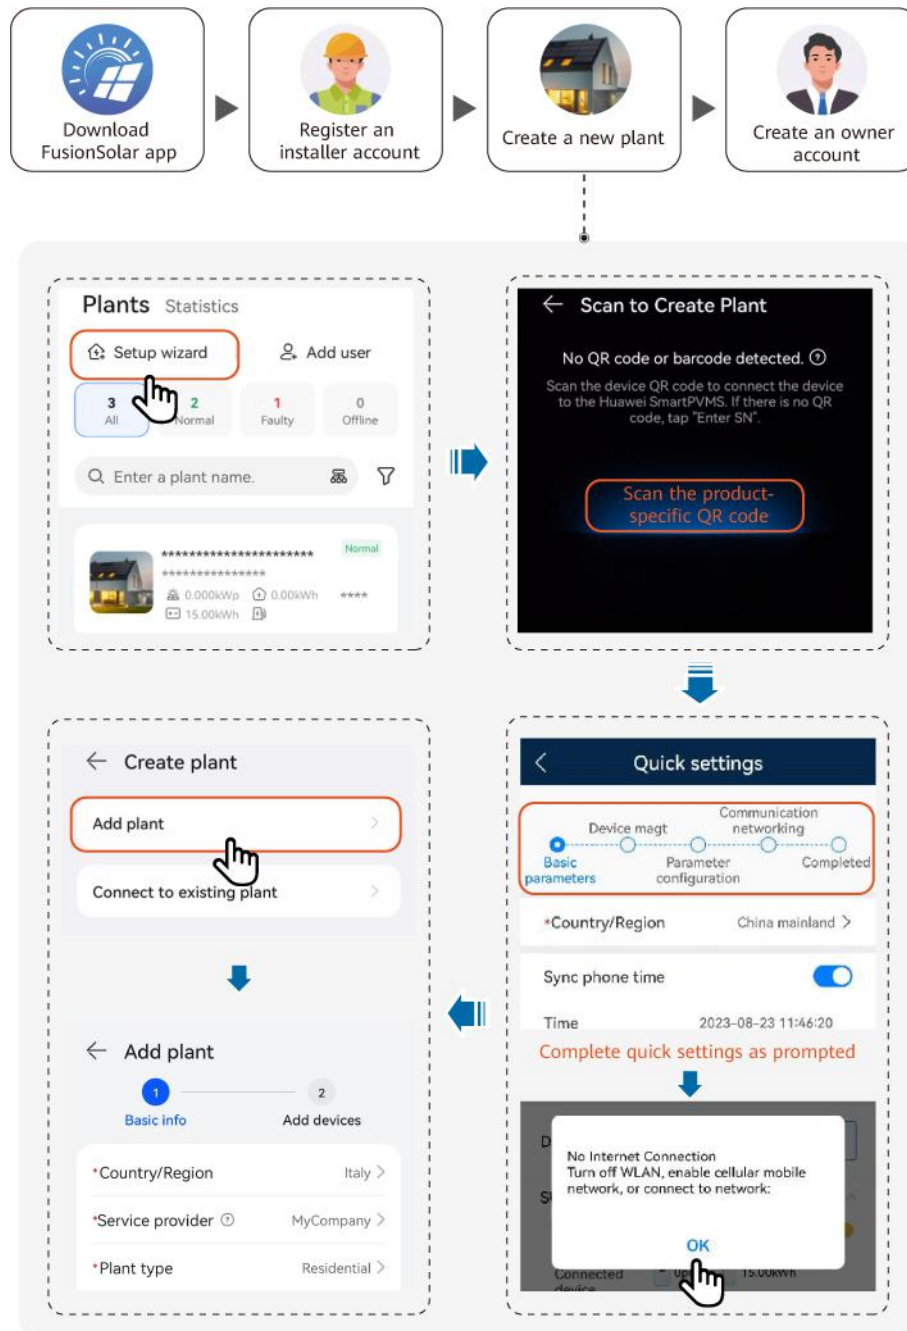 Download
FusionSolar app
Register an
installer account
Create a new plant
Create an owner
account
Plants Statistics
Setup wizard
Add user
3
All
2
Normal
1
Faulty
0
Offline
Enter a plant name.
**********************
Normal
***************
0.000kWp 0.00kWh ****
15.00kWh
Scan to Create Plant
No QR code or barcode detected.
Scan the device QR code to connect the device
to the Huawei SmartPVMS. If there is no QR
code, tap "Enter SN".
Scan the product-
specific QR code
Quick settings
Basic
parameters
Device magt
Parameter
configuration
Communication
networking
Completed
*Country/Region China mainland >
Sync phone time
Time 2023-08-23 11:46:20
Complete quick settings as prompted
No Internet Connection
Turn off WLAN, enable cellular mobile
network, or connect to network:
OK
Connected
device
15.00kWh
Create plant
Add plant >
Connect to existing plant >
Add plant
1
Basic info
2
Add devices
*Country/Region Italy >
*Service provider MyCompany >
*Plant type Residential >